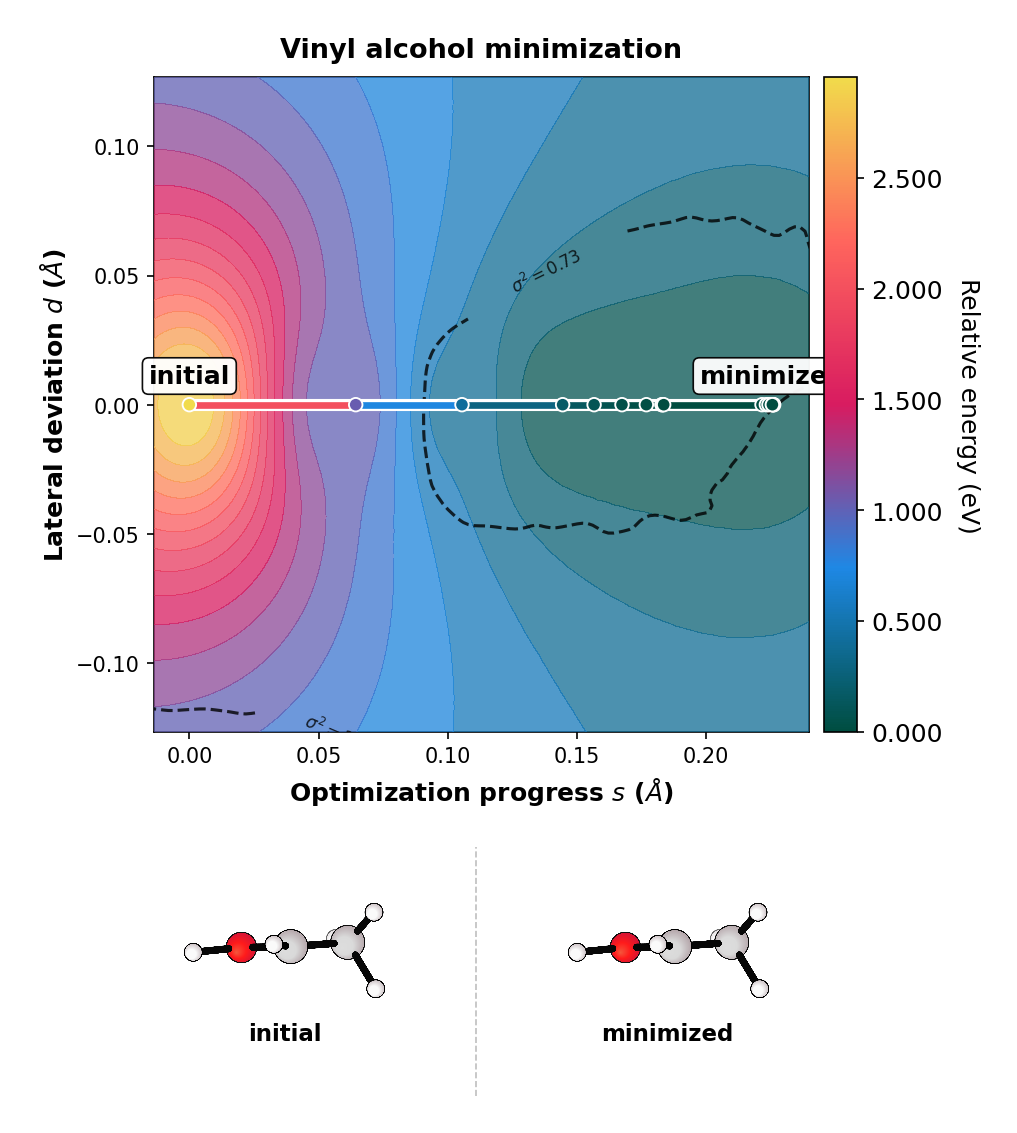 Vinyl alcohol minimization
Lateral deviation d (Å)
0.10
0.05
0.00
−0.05
−0.10
σ² = 0.73
σ²
initial
minimize
0.00
0.05
0.10
0.15
0.20
Optimization progress s (Å)
2.500
2.000
1.500
1.000
0.500
0.000
Relative energy (eV)
initial
minimized